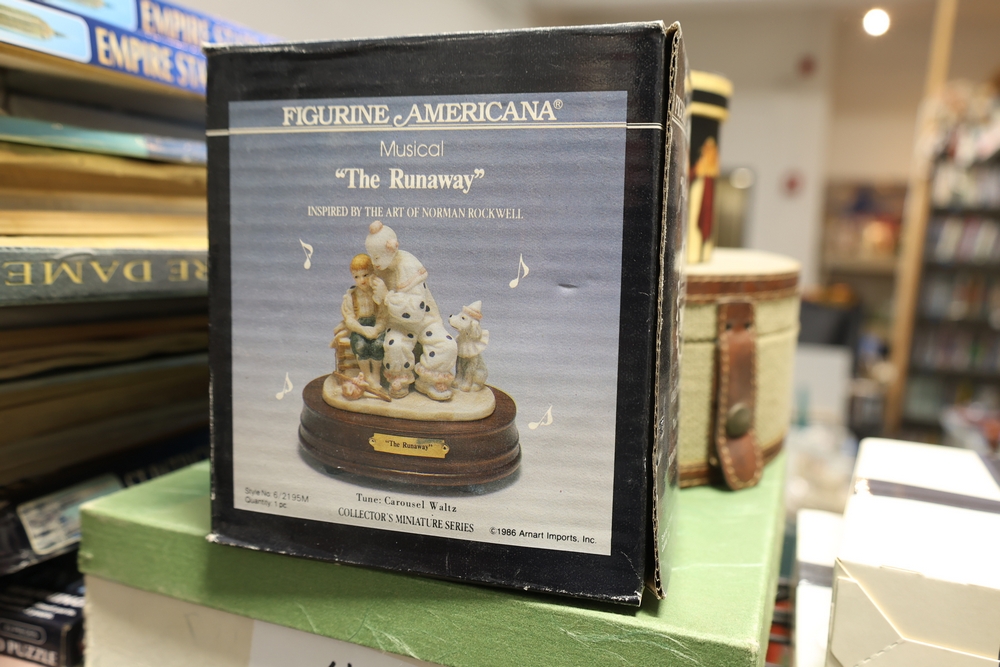 EMPIRE STA
EMPIRE STA
RE DAME
FIGURINE AMERICANA®
Musical
“The Runaway”
INSPIRED BY THE ART OF NORMAN ROCKWELL
"The Runaway"
Style No. 6/2195M
Quantity: 1 pc
Tune: Carousel Waltz
COLLECTOR'S MINIATURE SERIES
©1986 Arnart Imports, Inc.
PUZZLE